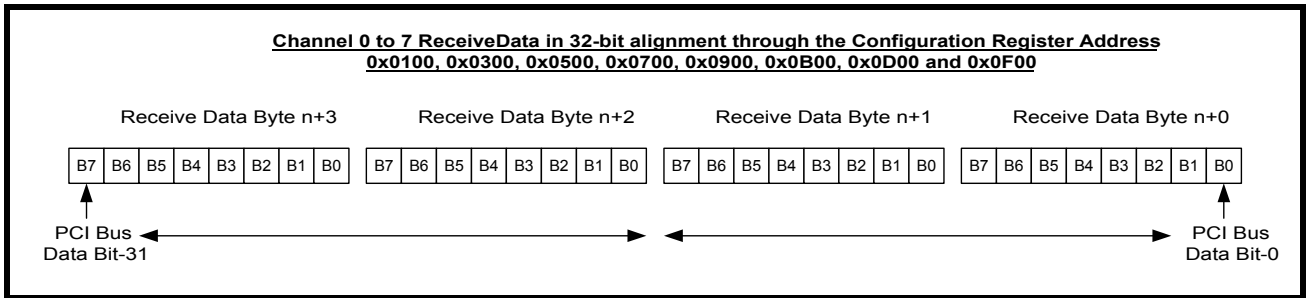 Channel 0 to 7 ReceiveData in 32-bit alignment through the Configuration Register Address
0x0100, 0x0300, 0x0500, 0x0700, 0x0900, 0x0B00, 0x0D00 and 0x0F00
Receive Data Byte n+3 Receive Data Byte n+2 Receive Data Byte n+1 Receive Data Byte n+0
B7 B6 B5 B4 B3 B2 B1 B0 B7 B6 B5 B4 B3 B2 B1 B0 B7 B6 B5 B4 B3 B2 B1 B0 B7 B6 B5 B4 B3 B2 B1 B0
PCI Bus PCI Bus
Data Bit-31 Data Bit-0